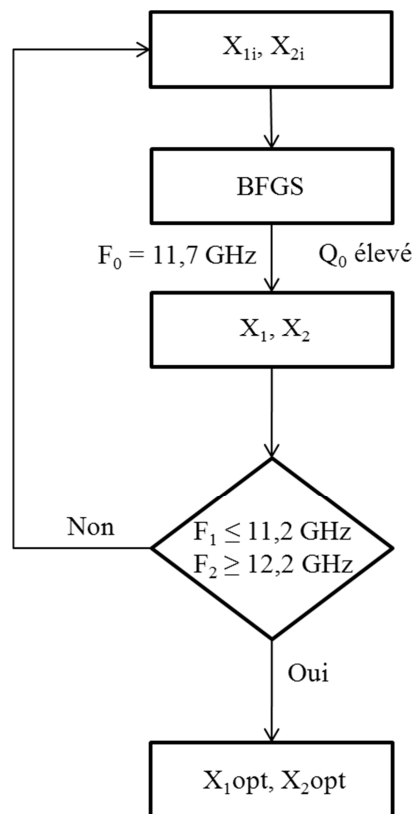 X₁ᵢ, X₂ᵢ
BFGS
F₀ = 11,7 GHz
Q₀ élevé
X₁, X₂
Non
F₁ ≤ 11,2 GHz
F₂ ≥ 12,2 GHz
Oui
X₁opt, X₂opt